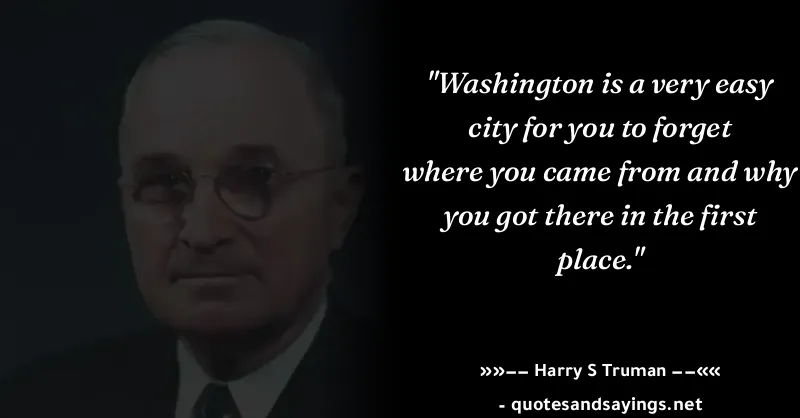 "Washington is a very easy
city for you to forget
where you came from and why
you got there in the first
place."
»»−− Harry S Truman −−««
- quotesandsayings.net